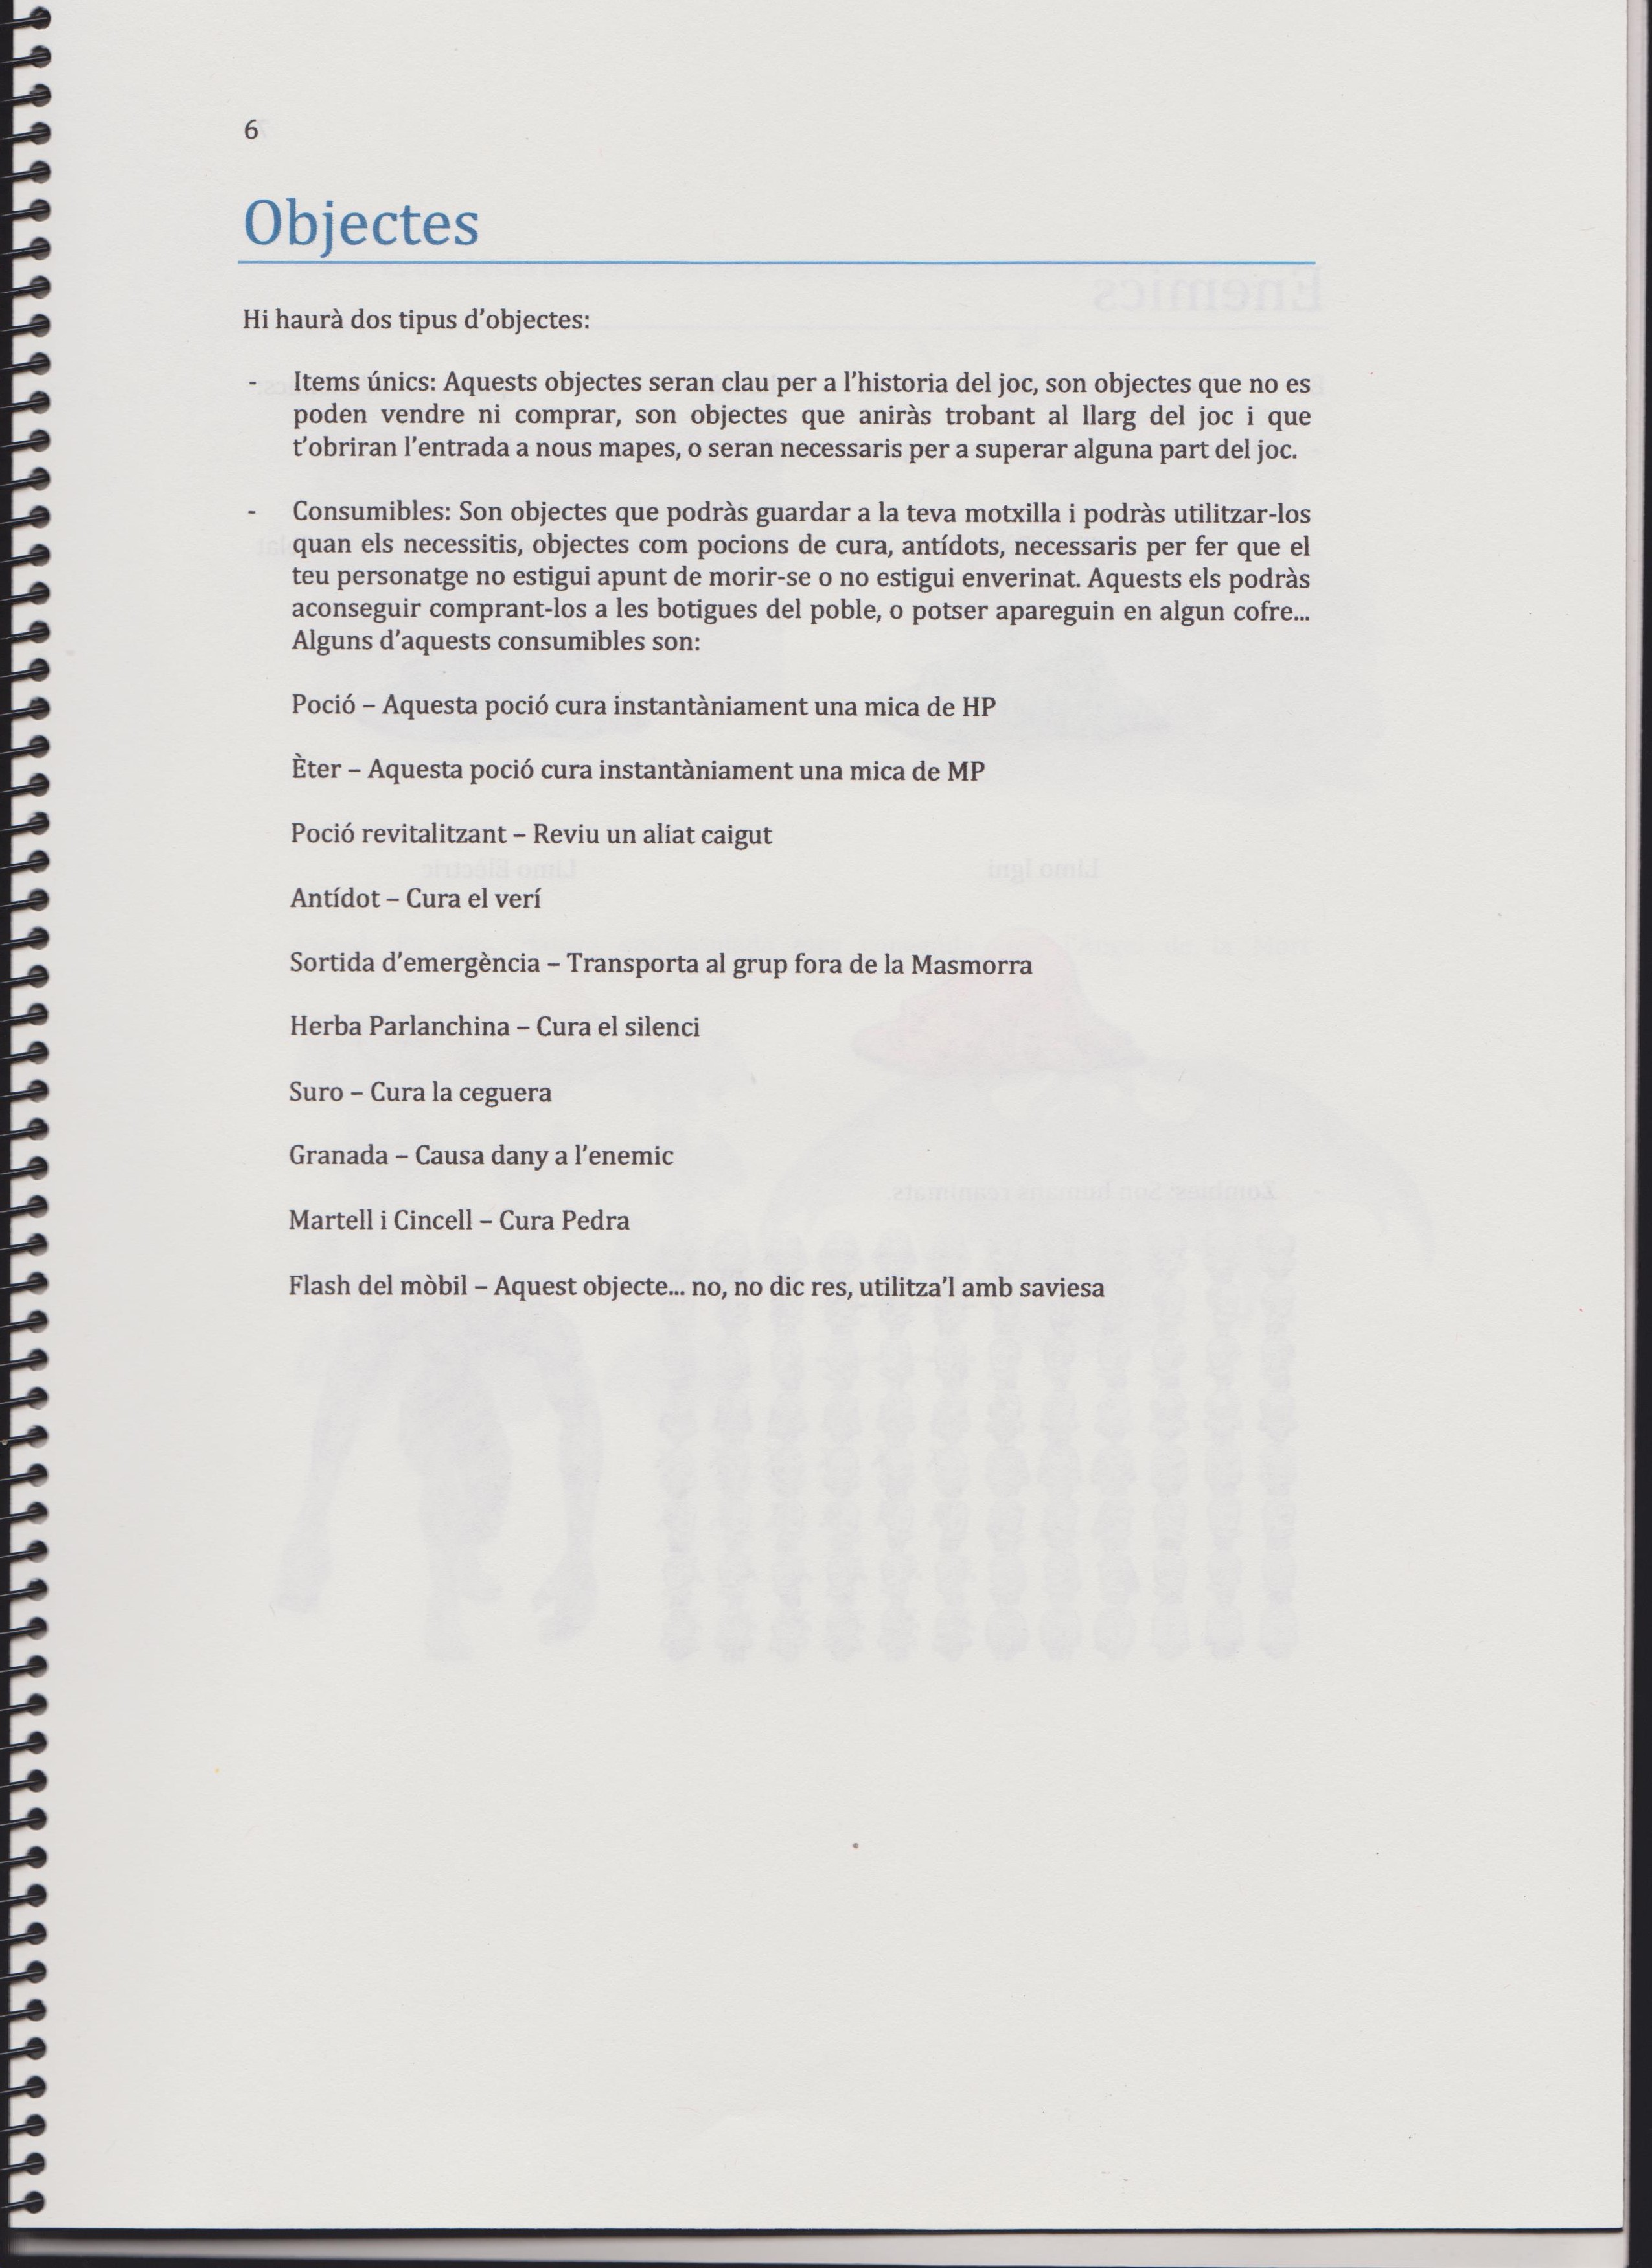 6
Objectes
Hi haurà dos tipus d'objectes:
- Items únics: Aquests objectes seran clau per a l'historia del joc, son objectes que no es
poden vendre ni comprar, son objectes que aniràs trobant al llarg del joc i que
t'obriran l'entrada a nous mapes, o seran necessaris per a superar alguna part del joc.
- Consumibles: Son objectes que podràs guardar a la teva motxilla i podràs utilitzar-los
quan els necessitis, objectes com pocions de cura, antídots, necessaris per fer que el
teu personatge no estigui apunt de morir-se o no estigui enverinat. Aquests els podràs
aconseguir comprant-los a les botigues del poble, o potser apareguin en algun cofre...
Alguns d'aquests consumibles son:
Poció – Aquesta poció cura instantàniament una mica de HP
Èter – Aquesta poció cura instantàniament una mica de MP
Poció revitalitzant – Reviu un aliat caigut
Antídot – Cura el verí
Sortida d'emergència – Transporta al grup fora de la Masmorra
Herba Parlanchina – Cura el silenci
Suro – Cura la ceguera
Granada – Causa dany a l'enemic
Martell i Cincell – Cura Pedra
Flash del mòbil – Aquest objecte... no, no dic res, utilitza'l amb saviesa